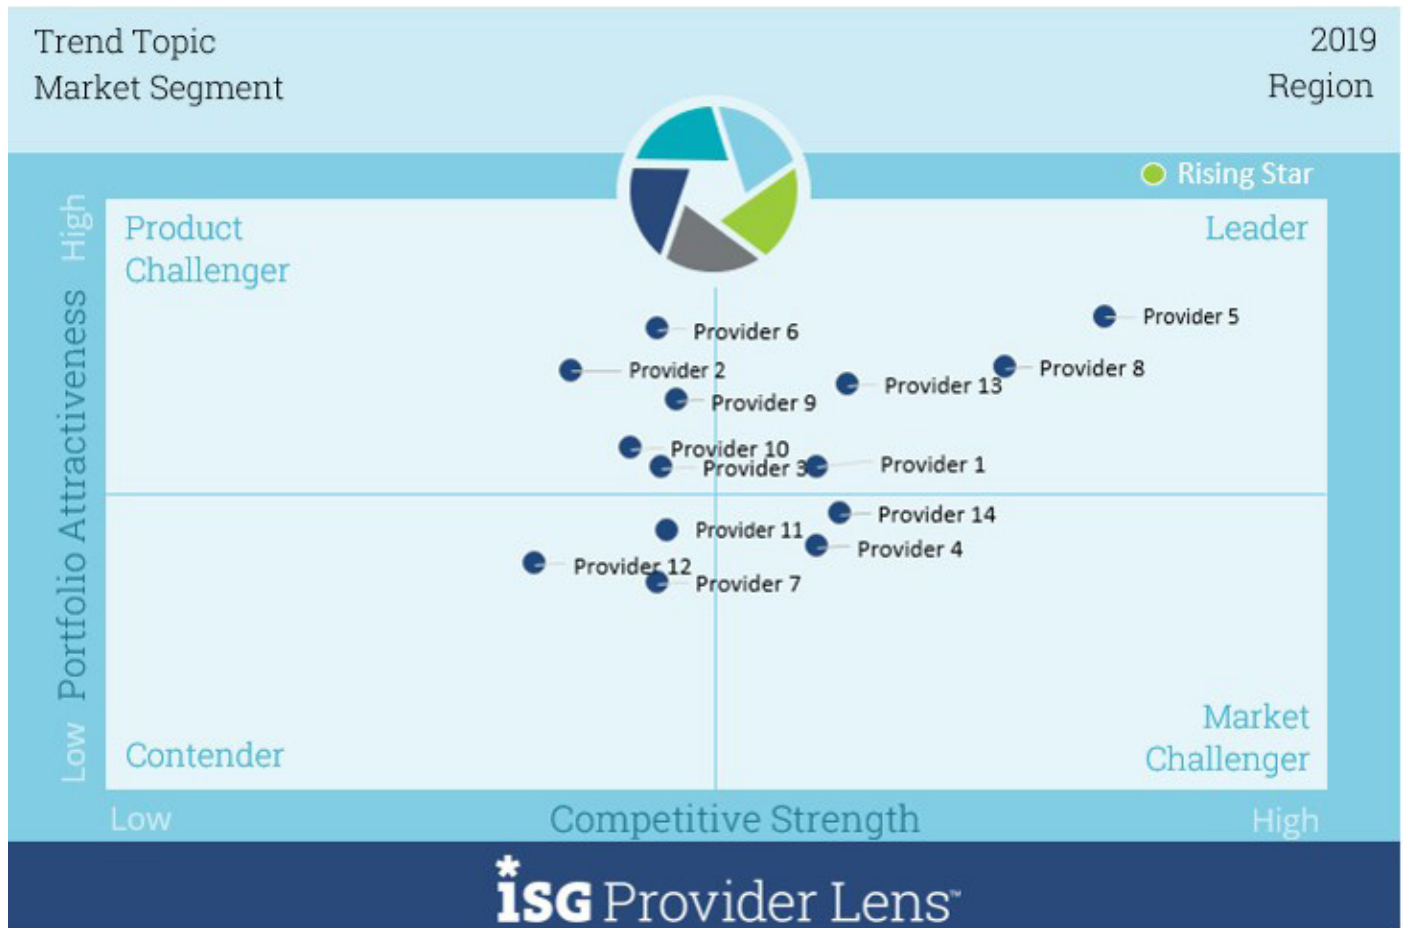 Trend Topic
Market Segment
2019
Region
Rising Star
High
Portfolio Attractiveness
Low
Product
Challenger
Leader
Provider 5
Provider 6
Provider 8
Provider 2
Provider 13
Provider 9
Provider 10
Provider 3
Provider 1
Provider 14
Provider 11
Provider 4
Provider 12
Provider 7
Contender
Market
Challenger
Low
Competitive Strength
High
ISG Provider Lens™